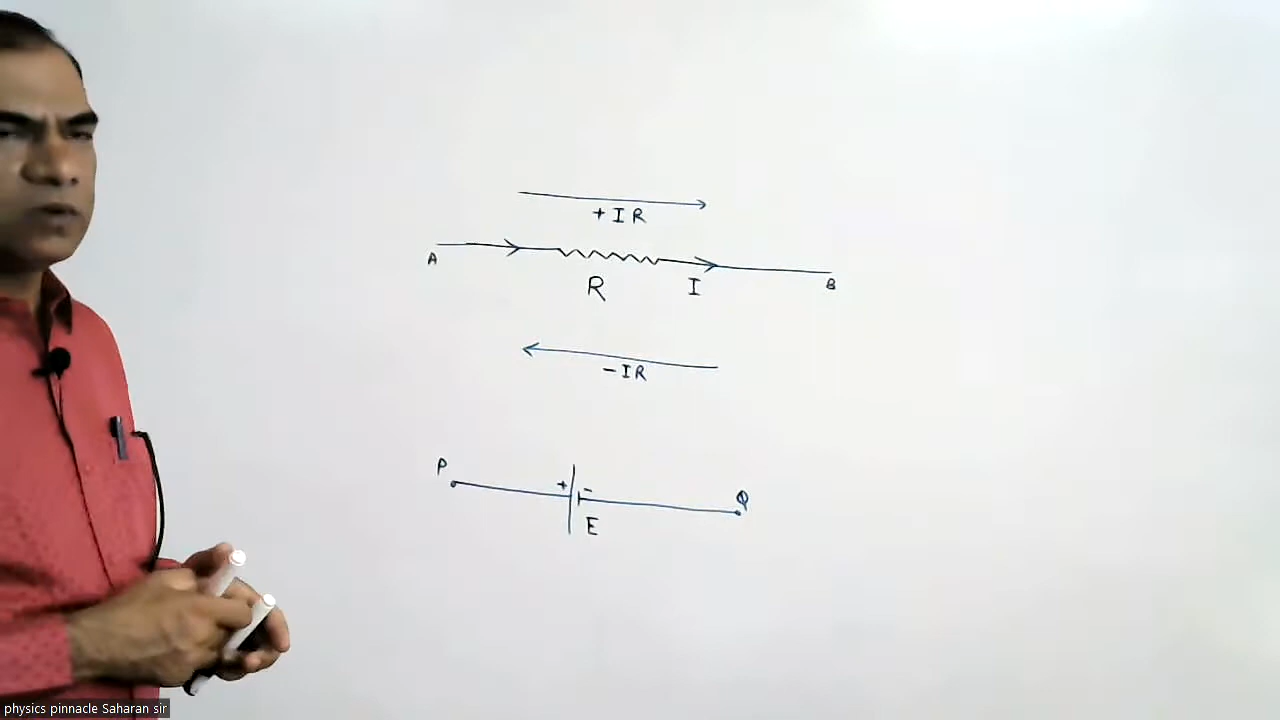 +IR
A
B
R I
-IR
P
Q
+ -
E
physics pinnacle Saharan sir